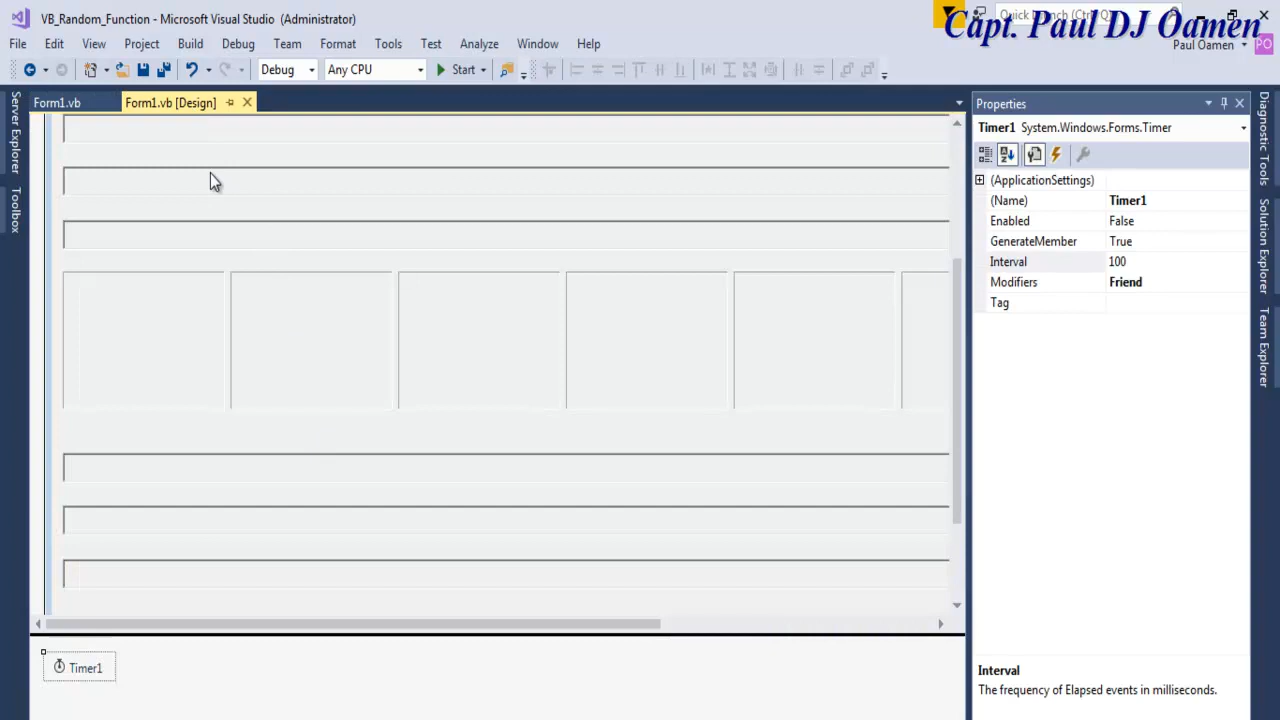 VB_Random_Function - Microsoft Visual Studio (Administrator)
Quick Launch (Ctrl+Q)
Capt. Paul DJ Oamen
File Edit View Project Build Debug Team Format Tools Test Analyze Window Help
Paul Oamen
PO
Debug
Any CPU
Start
Form1.vb
Form1.vb [Design]
Properties
Timer1 System.Windows.Forms.Timer
(ApplicationSettings)
(Name) Timer1
Enabled False
GenerateMember True
Interval 100
Modifiers Friend
Tag
Server Explorer
Toolbox
Diagnostic Tools
Solution Explorer
Team Explorer
Timer1
Interval
The frequency of Elapsed events in milliseconds.